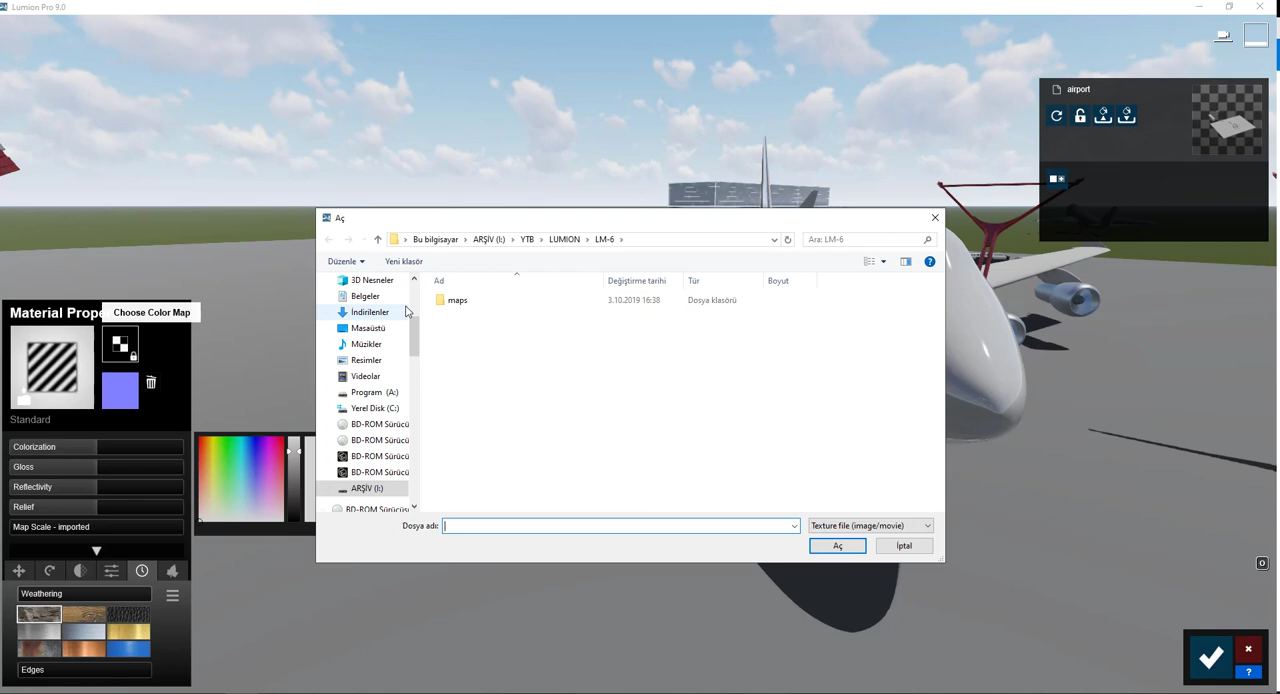 Lumion Pro 9.0
airport
Aç
Bu bilgisayar › ARŞİV (I:) › YTB › LUMION › LM-6 ›
Ara: LM-6
Düzenle
Yeni klasör
Ad
Değiştirme tarihi
Tür
Boyut
maps
3.10.2019 16:38
Dosya klasörü
3D Nesneler
Belgeler
İndirilenler
Masaüstü
Müzikler
Resimler
Videolar
Program (A:)
Yerel Disk (C:)
BD-ROM Sürücü
BD-ROM Sürücü
BD-ROM Sürücü
BD-ROM Sürücü
ARŞİV (I:)
BD-ROM Sürücüs
Dosya adı:
Texture file (image/movie)
Aç
İptal
Material Prope
Choose Color Map
Standard
Colorization
Gloss
Reflectivity
Relief
Map Scale - imported
Weathering
Edges
O
?